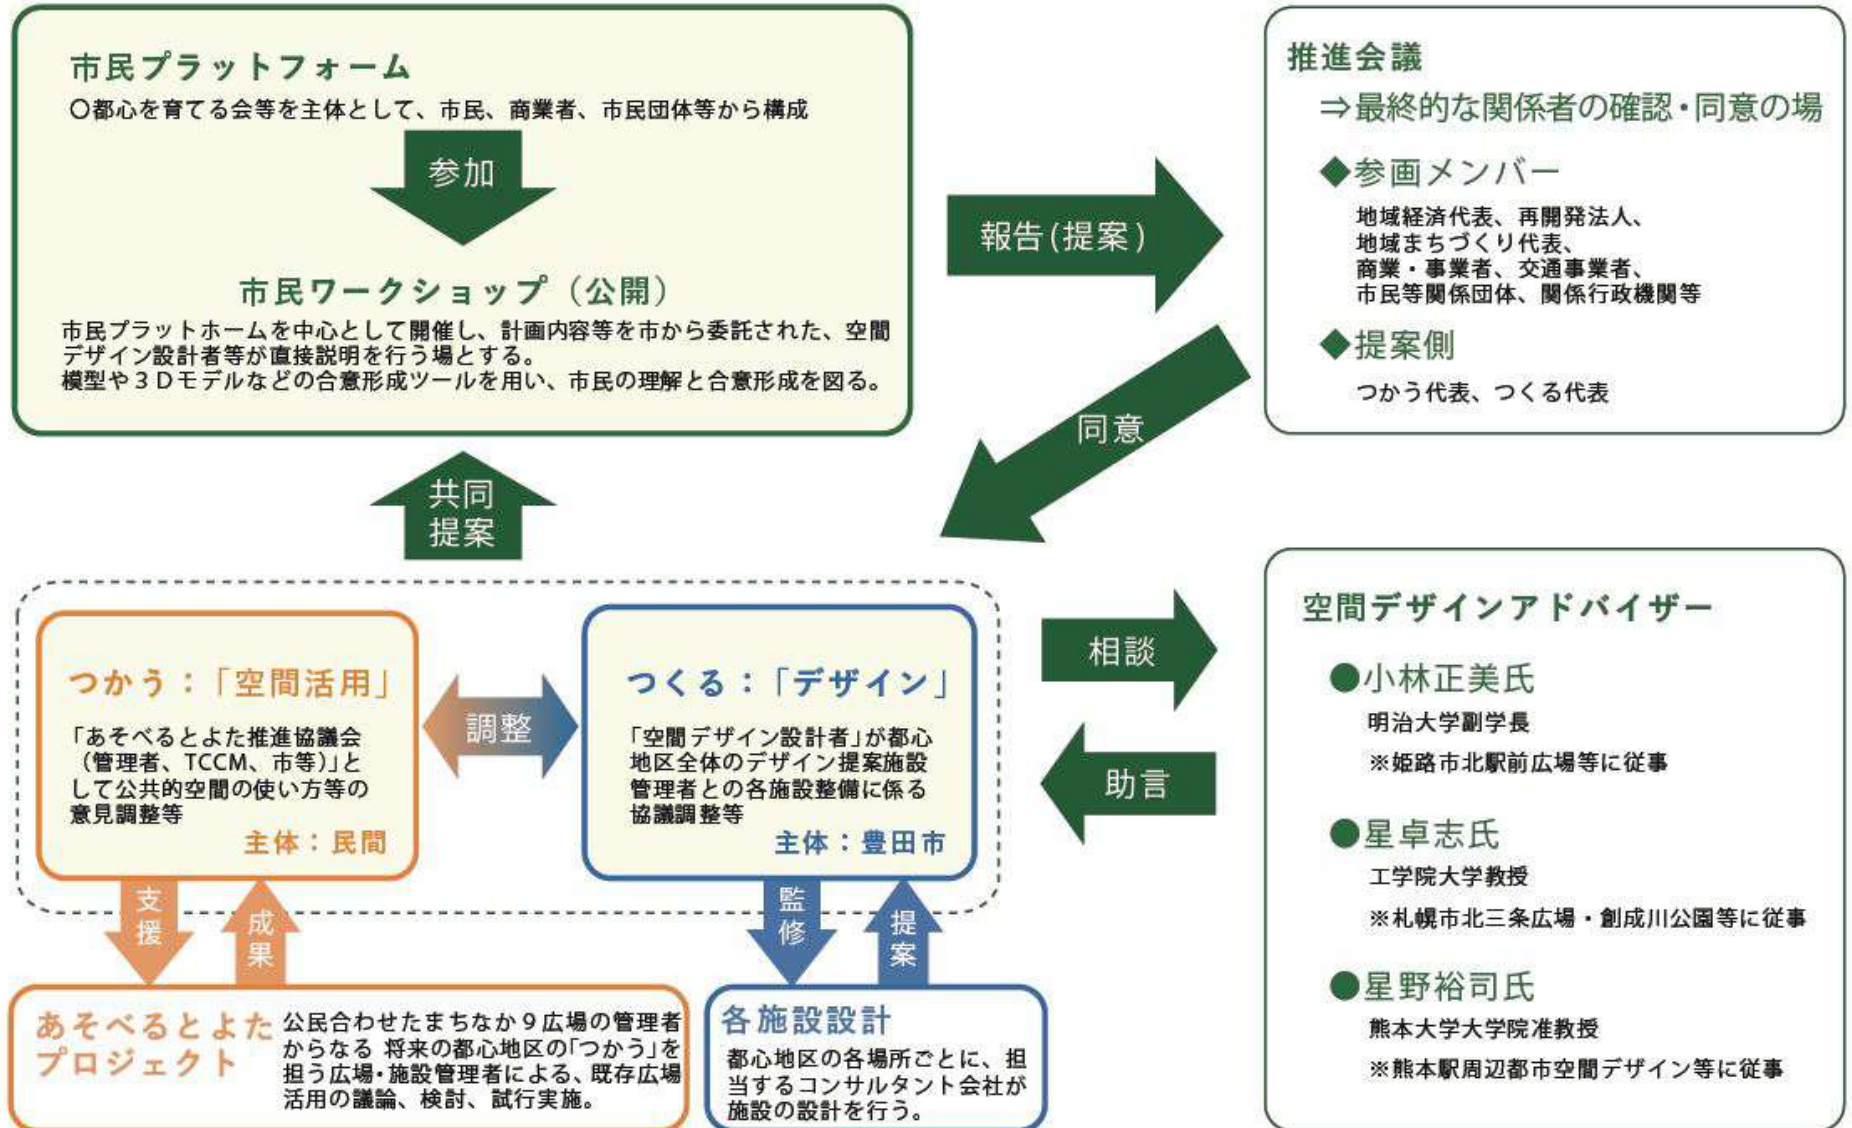 市民プラットフォーム
〇都心を育てる会等を主体として、市民、商業者、市民団体等から構成
参加
市民ワークショップ（公開）
市民プラットホームを中心として開催し、計画内容等を市から委託された、空間
デザイン設計者等が直接説明を行う場とする。
模型や３Ｄモデルなどの合意形成ツールを用い、市民の理解と合意形成を図る。
報告(提案)
推進会議
⇒最終的な関係者の確認・同意の場
◆参画メンバー
地域経済代表、再開発法人、
地域まちづくり代表、
商業・事業者、交通事業者、
市民等関係団体、関係行政機関等
◆提案側
つかう代表、つくる代表
同意
共同
提案
つかう：「空間活用」
「あそべるとよた推進協議会
（管理者、TCCM、市等）」と
して公共的空間の使い方等の
意見調整等
主体：民間
調整
つくる：「デザイン」
「空間デザイン設計者」が都心
地区全体のデザイン提案施設
管理者との各施設整備に係る
協議調整等
主体：豊田市
相談
助言
空間デザインアドバイザー
●小林正美氏
明治大学副学長
※姫路市北駅前広場等に従事
●星卓志氏
工学院大学教授
※札幌市北三条広場・創成川公園等に従事
●星野裕司氏
熊本大学大学院准教授
※熊本駅周辺都市空間デザイン等に従事
支援
成果
監修
提案
あそべるとよた
プロジェクト
公民合わせたまちなか９広場の管理者
からなる 将来の都心地区の「つかう」を
担う広場・施設管理者による、既存広場
活用の議論、検討、試行実施。
各施設設計
都心地区の各場所ごとに、担
当するコンサルタント会社が
施設の設計を行う。